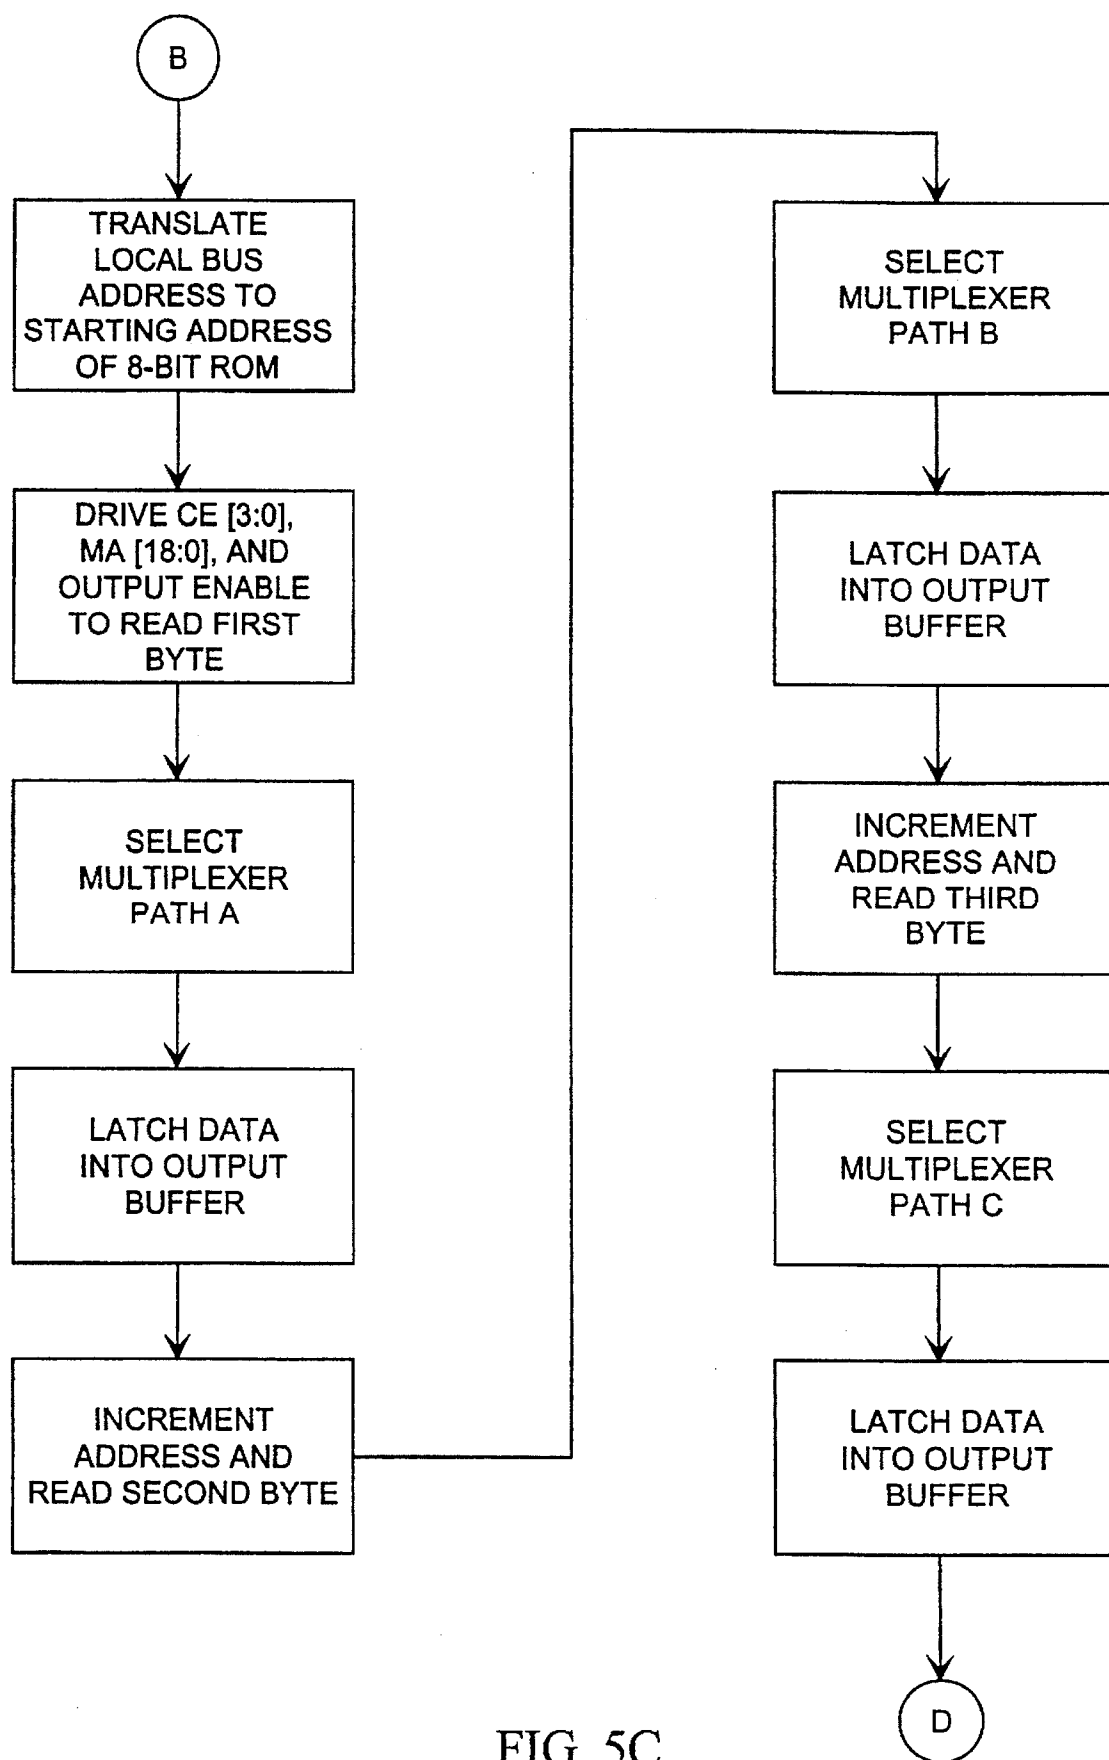 B
TRANSLATE
LOCAL BUS
ADDRESS TO
STARTING ADDRESS
OF 8-BIT ROM
DRIVE CE [3:0],
MA [18:0], AND
OUTPUT ENABLE
TO READ FIRST
BYTE
SELECT
MULTIPLEXER
PATH A
LATCH DATA
INTO OUTPUT
BUFFER
INCREMENT
ADDRESS AND
READ SECOND BYTE
SELECT
MULTIPLEXER
PATH B
LATCH DATA
INTO OUTPUT
BUFFER
INCREMENT
ADDRESS AND
READ THIRD
BYTE
SELECT
MULTIPLEXER
PATH C
LATCH DATA
INTO OUTPUT
BUFFER
D
FIG. 5C